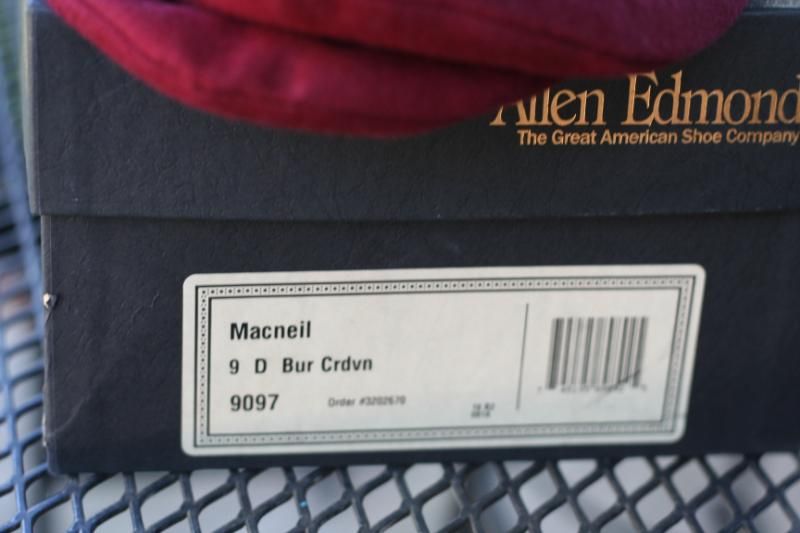 Allen Edmond
The Great American Shoe Company
Macneil
9 D Bur Crdvn
9097 Order #3202670